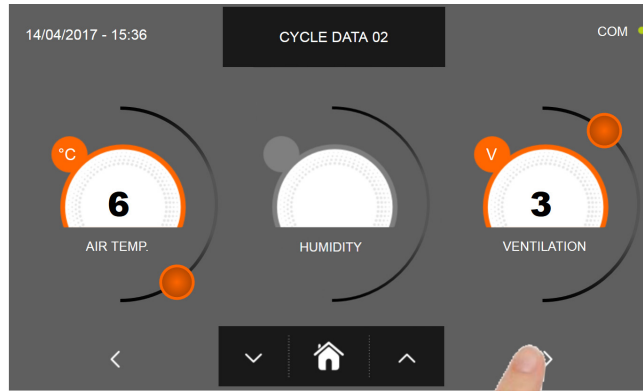 14/04/2017 - 15:36
CYCLE DATA 02
COM
°C
6
AIR TEMP.
HUMIDITY
V
3
VENTILATION